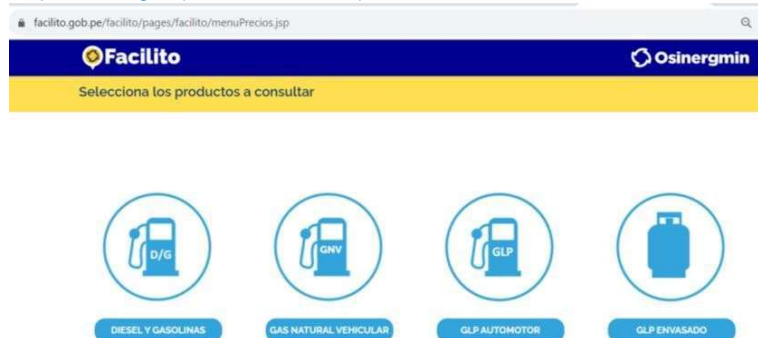 facilito.gob.pe/facilito/pages/facilito/menuPrecios.jsp
Facilito
Osinergmin
Selecciona los productos a consultar
D/G
GNV
GLP
DIESEL Y GASOLINAS
GAS NATURAL VEHICULAR
GLP AUTOMOTOR
GLP ENVASADO